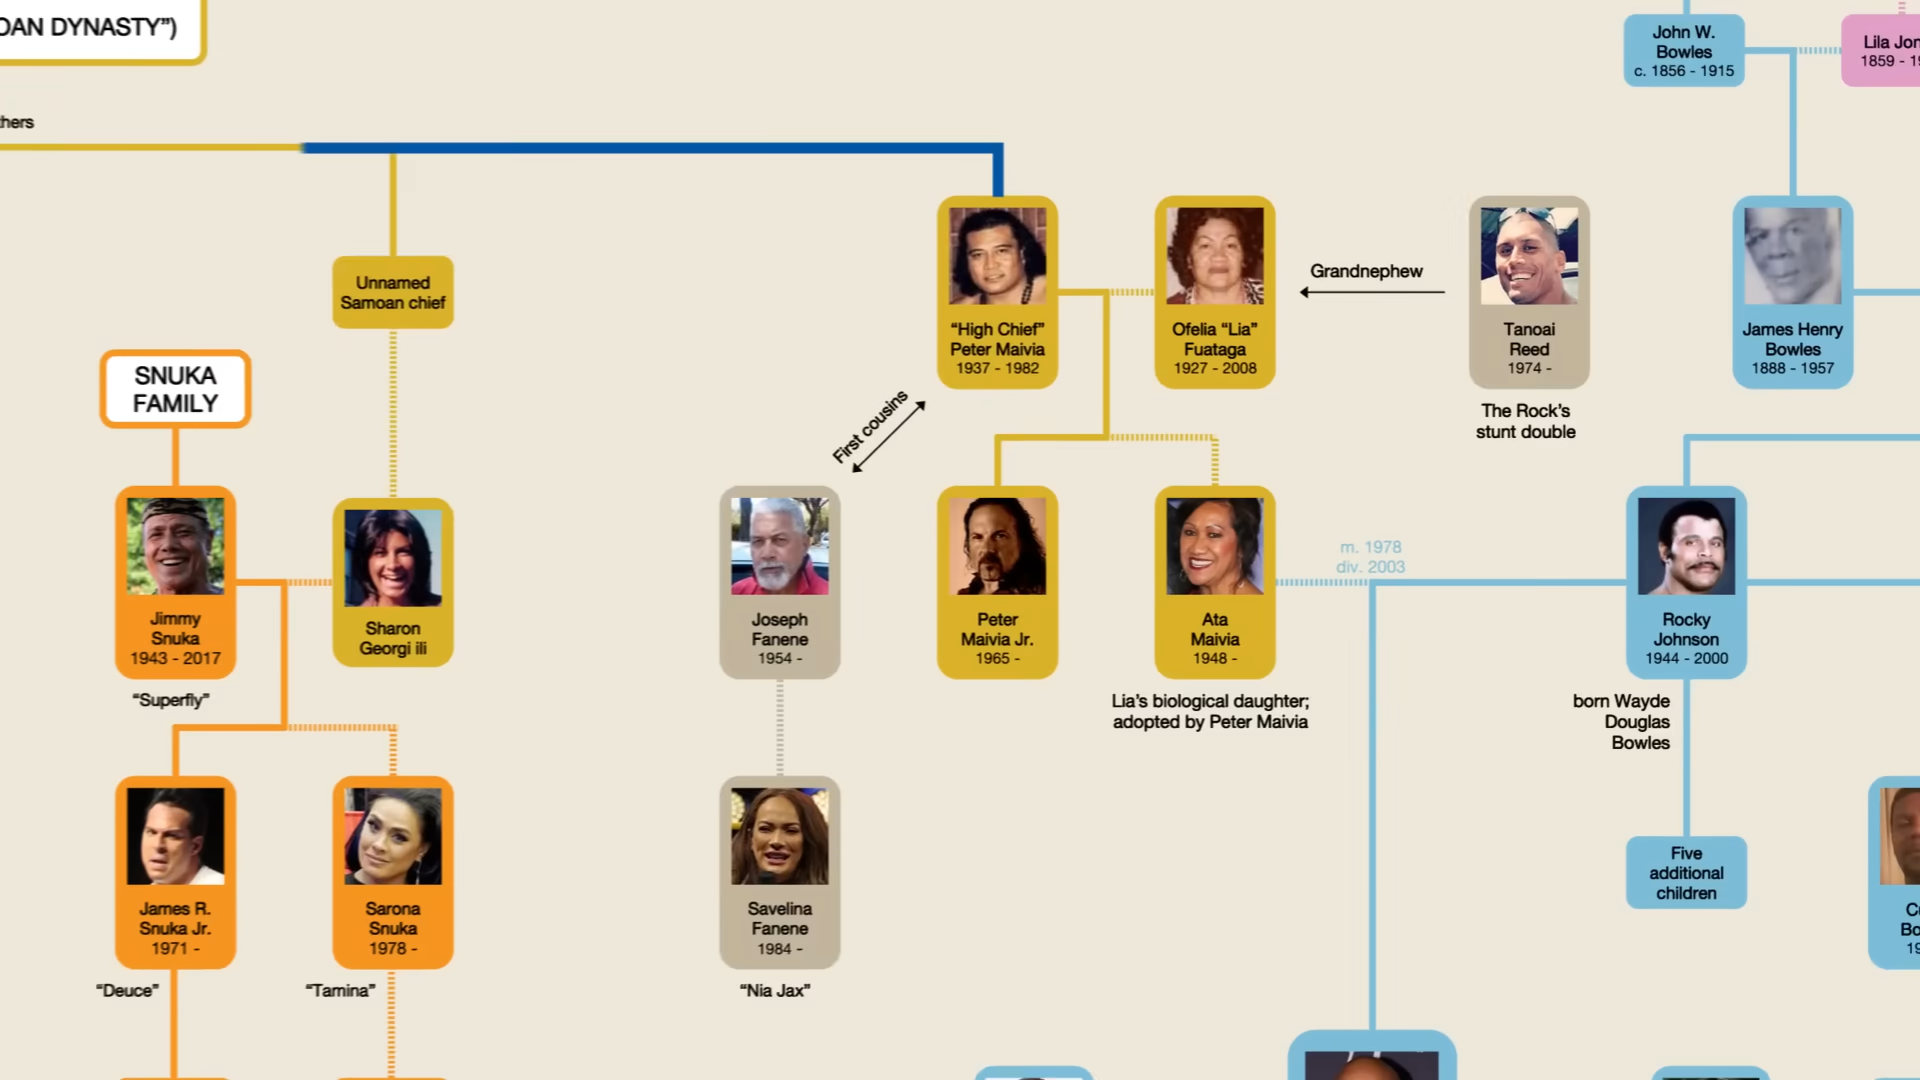 OAN DYNASTY”)
John W.
Bowles
c. 1856 - 1915
Lila Jon
1859 - 19
thers
Unnamed
Samoan chief
“High Chief”
Peter Maivia
1937 - 1982
Ofelia “Lia”
Fuataga
1927 - 2008
Grandnephew
Tanoai
Reed
1974 -
The Rock’s
stunt double
James Henry
Bowles
1888 - 1957
SNUKA
FAMILY
First cousins
Jimmy
Snuka
1943 - 2017
“Superfly”
Sharon
Georgi ili
Joseph
Fanene
1954 -
Peter
Maivia Jr.
1965 -
Ata
Maivia
1948 -
Lia’s biological daughter;
adopted by Peter Maivia
m. 1978
div. 2003
Rocky
Johnson
1944 - 2000
born Wayde
Douglas
Bowles
Five
additional
children
James R.
Snuka Jr.
1971 -
“Deuce”
Sarona
Snuka
1978 -
“Tamina”
Savelina
Fanene
1984 -
“Nia Jax”
Bo
19